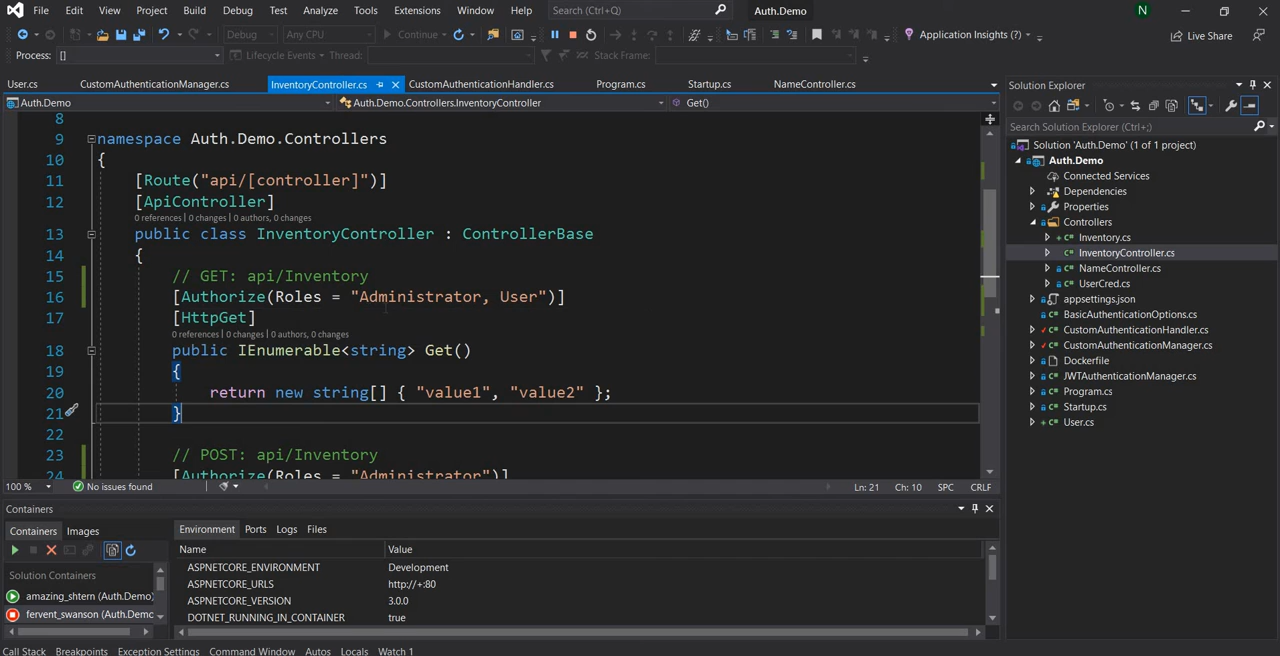 File Edit View Project Build Debug Test Analyze Tools Extensions Window Help Search (Ctrl+Q) Auth.Demo N
Debug Any CPU Continue Application Insights (?) Live Share
Process: [] Lifecycle Events Thread: Stack Frame:
User.cs CustomAuthenticationManager.cs InventoryController.cs CustomAuthenticationHandler.cs Program.cs Startup.cs NameController.cs
Auth.Demo Auth.Demo.Controllers.InventoryController Get()
8
9 namespace Auth.Demo.Controllers
10 {
11 [Route("api/[controller]")]
12 [ApiController]
0 references | 0 changes | 0 authors, 0 changes
13 public class InventoryController : ControllerBase
14 {
15 // GET: api/Inventory
16 [Authorize(Roles = "Administrator, User")]
17 [HttpGet]
0 references | 0 changes | 0 authors, 0 changes
18 public IEnumerable<string> Get()
19 {
20 return new string[] { "value1", "value2" };
21 }
22
23 // POST: api/Inventory
24 [Authorize(Roles = "Administrator")]
100 % No issues found Ln: 21 Ch: 10 SPC CRLF
Solution Explorer
Search Solution Explorer (Ctrl+;)
Solution 'Auth.Demo' (1 of 1 project)
Auth.Demo
Connected Services
Dependencies
Properties
Controllers
Inventory.cs
InventoryController.cs
NameController.cs
UserCred.cs
appsettings.json
BasicAuthenticationOptions.cs
CustomAuthenticationHandler.cs
CustomAuthenticationManager.cs
Dockerfile
JWTAuthenticationManager.cs
Program.cs
Startup.cs
User.cs
Containers
Containers Images
Solution Containers
amazing_shtern (Auth.Demo)
fervent_swanson (Auth.Demc
Environment Ports Logs Files
Name Value
ASPNETCORE_ENVIRONMENT Development
ASPNETCORE_URLS http://+:80
ASPNETCORE_VERSION 3.0.0
DOTNET_RUNNING_IN_CONTAINER true
Call Stack Breakpoints Exception Settings Command Window Autos Locals Watch 1